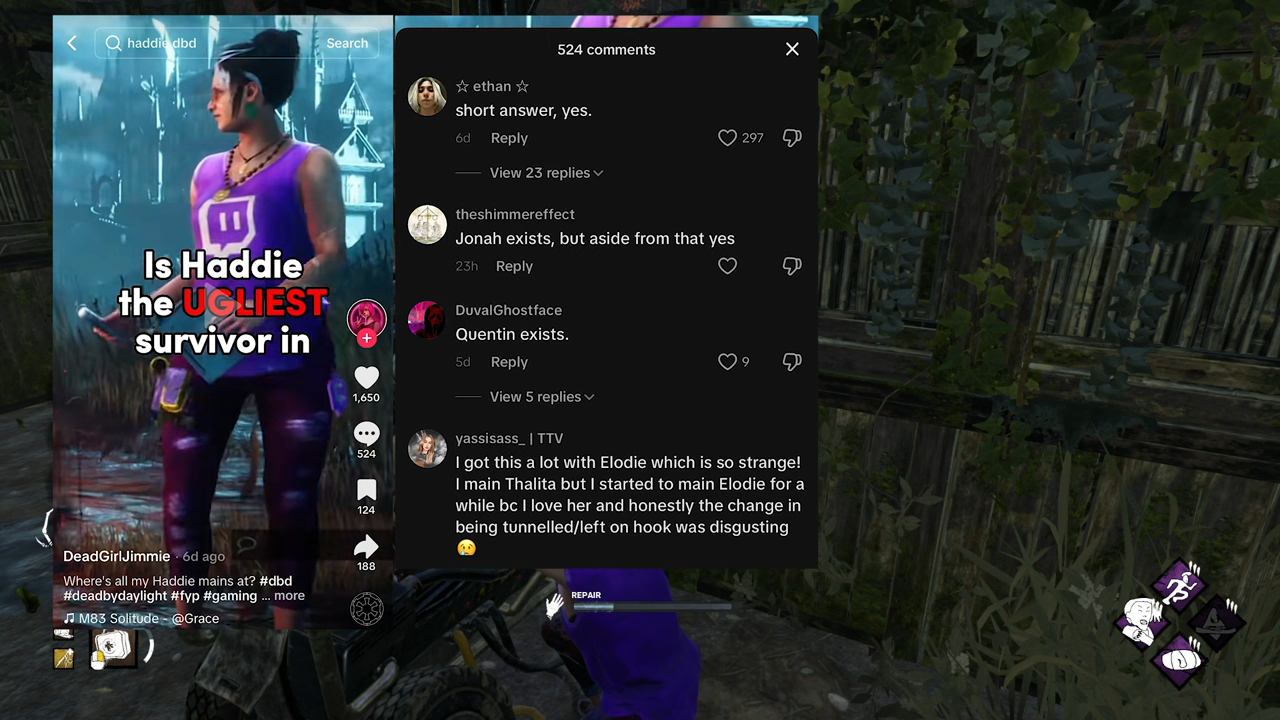 haddie dbd
Search
Is Haddie
the UGLIEST
survivor in
1,650
524
124
188
DeadGirlJimmie · 6d ago
Where's all my Haddie mains at? #dbd
#deadbydaylight #fyp #gaming ... more
M83 Solitude - @Grace
524 comments
☆ ethan ☆
short answer, yes.
6d Reply 297
View 23 replies
theshimmereffect
Jonah exists, but aside from that yes
23h Reply
DuvalGhostface
Quentin exists.
5d Reply 9
View 5 replies
yassisass_ | TTV
I got this a lot with Elodie which is so strange!
I main Thalita but I started to main Elodie for a
while bc I love her and honestly the change in
being tunnelled/left on hook was disgusting
😢
REPAIR